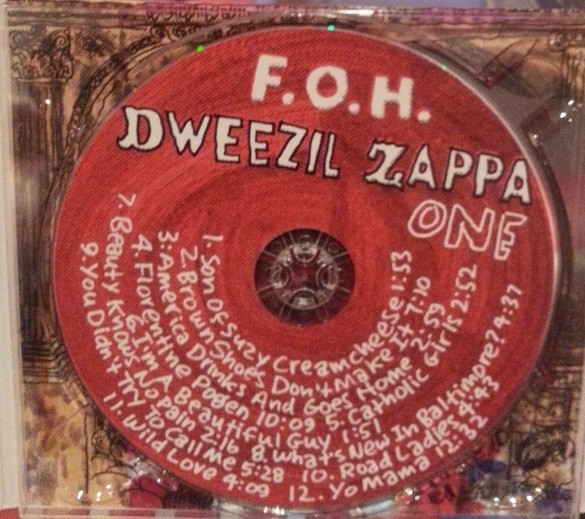 F.O.H.
DWEEZIL ZAPPA
ONE
1. Son Of Suzy Creamcheese 1:53
2. Brown Shoes Don't Make It 7:10
3. America Drinks And Goes Home 2:59
4. Florentine Pogen 10:09 5. Catholic Girls 2:52
6. I'm A Beautiful Guy 1:51
7. Beauty Knows No Pain 2:16 8. What's New In Baltimore? 4:37
9. You Didn't Try To Call Me 5:28 10. Road Ladies 4:43
11. Wild Love 4:09 12. Yo Mama 12:33